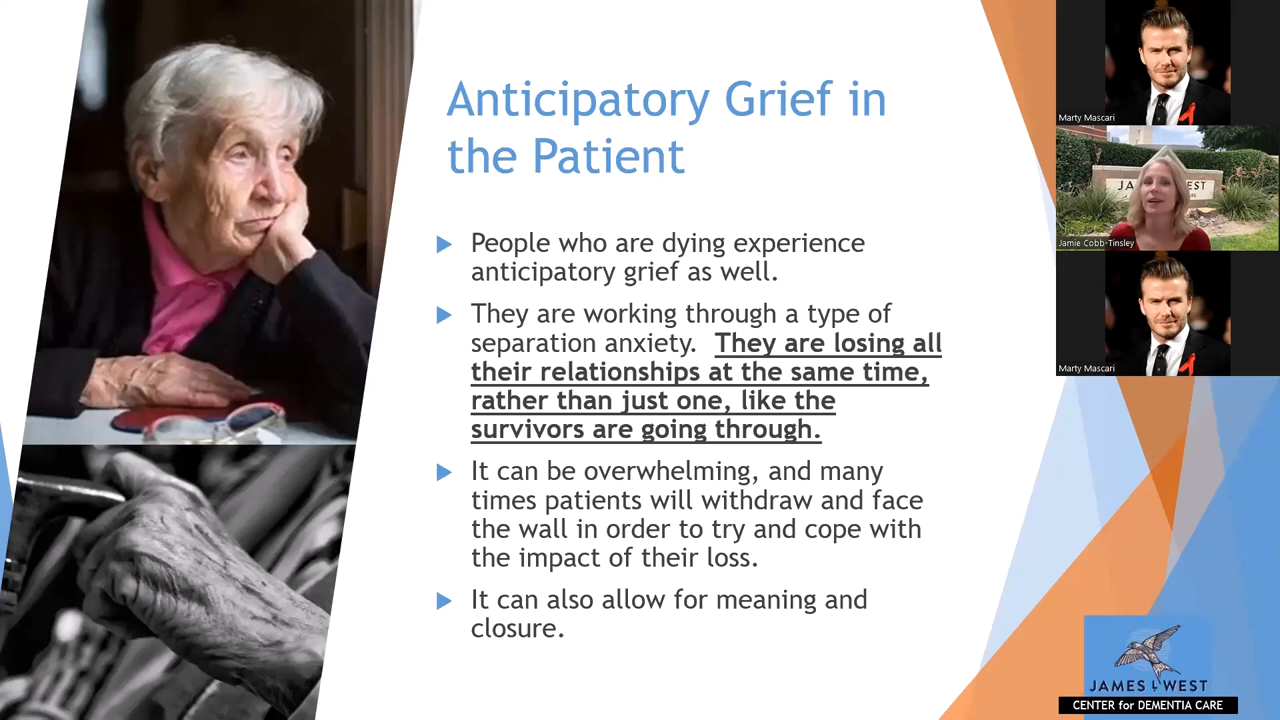 Anticipatory Grief in
the Patient
People who are dying experience
anticipatory grief as well.
They are working through a type of
separation anxiety. They are losing all
their relationships at the same time,
rather than just one, like the
survivors are going through.
It can be overwhelming, and many
times patients will withdraw and face
the wall in order to try and cope with
the impact of their loss.
It can also allow for meaning and
closure.
Marty Mascari
Jamie Cobb-Tinsley
Marty Mascari
JAMES L WEST
CENTER for DEMENTIA CARE